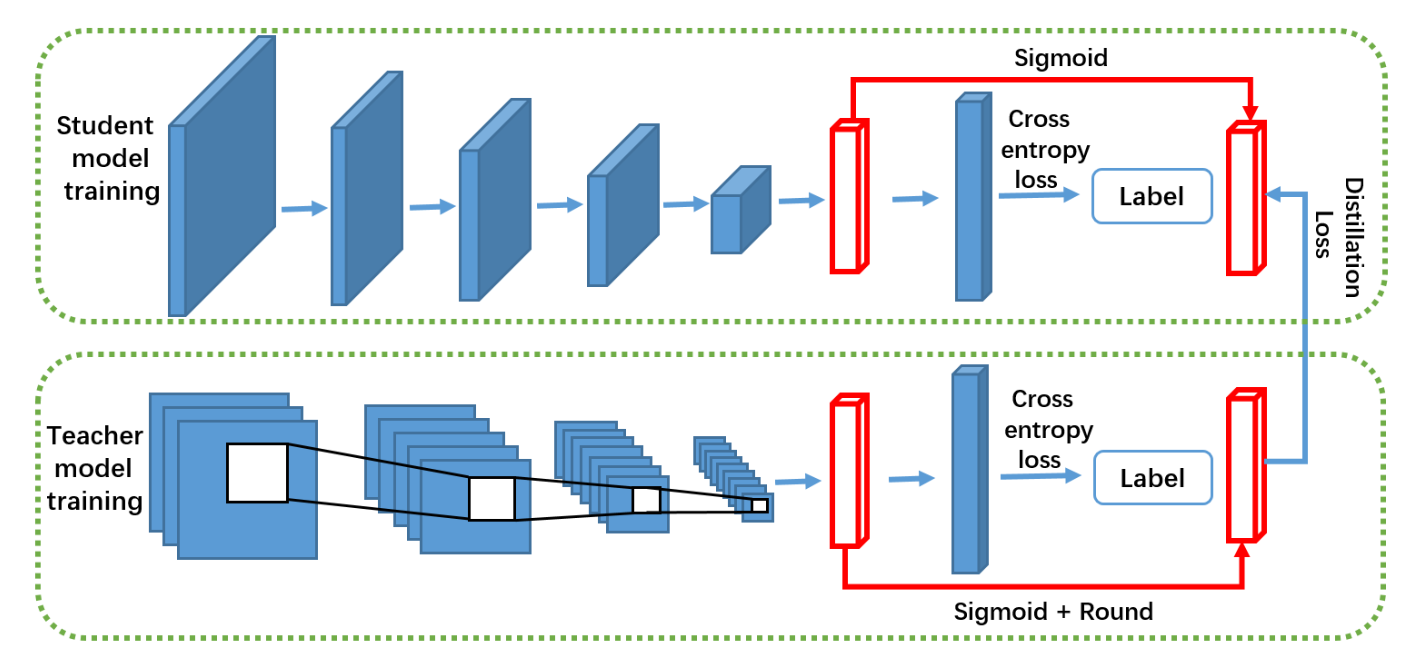 Sigmoid
Student
model
training
Cross
entropy
loss
Label
Distillation
Loss
Teacher
model
training
Cross
entropy
loss
Label
Sigmoid + Round